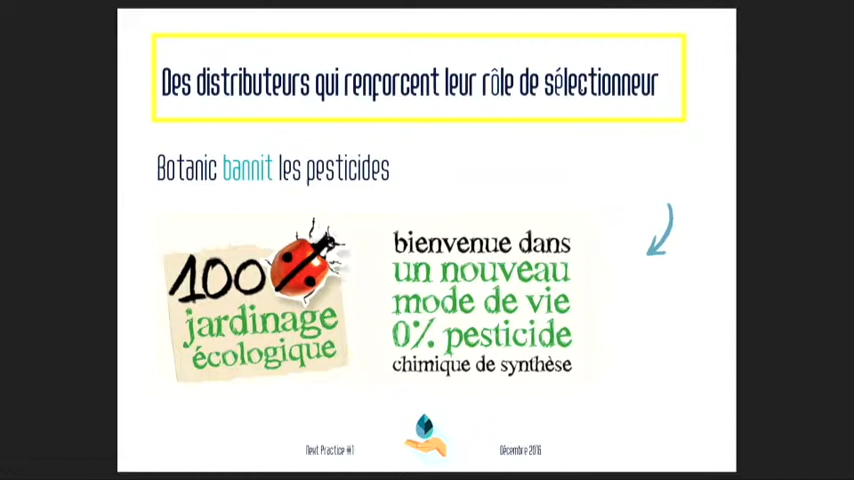 Des distributeurs qui renforcent leur rôle de sélectionneur
Botanic bannit les pesticides
100%
jardinage
écologique
bienvenue dans
un nouveau
mode de vie
0% pesticide
chimique de synthèse
Next Practice #1
Décembre 2016